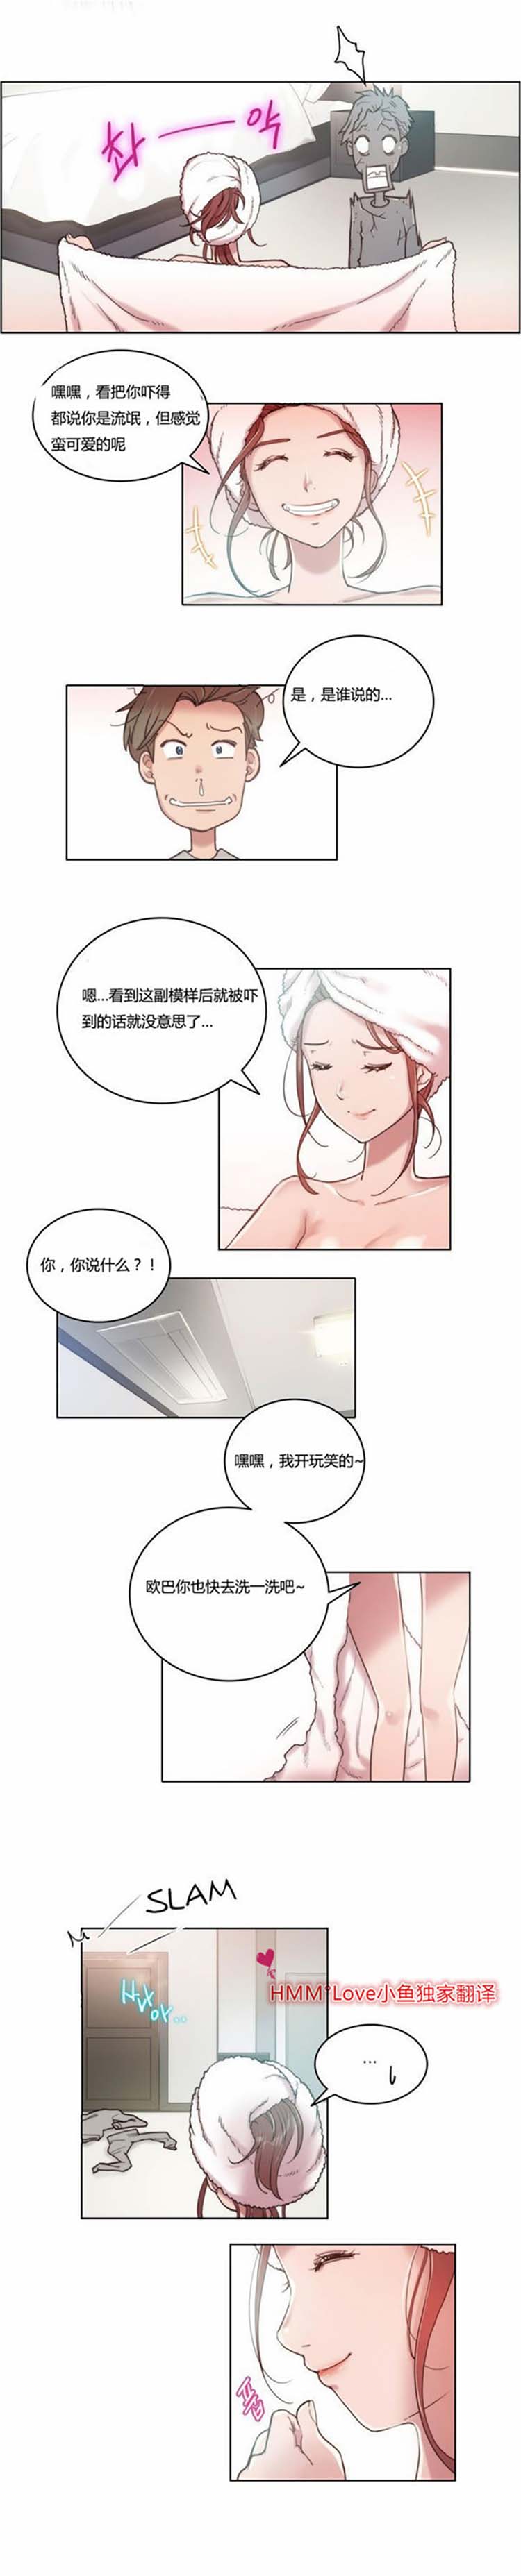 촤——악
嘿嘿，看把你吓得
都说你是流氓，但感觉
蛮可爱的呢
是，是谁说的...
嗯...看到这副模样后就被吓
到的话就没意思了...
你，你说什么？！
嘿嘿，我开玩笑的~
欧巴你也快去洗一洗吧~
SLAM
HMM*Love小鱼独家翻译
...